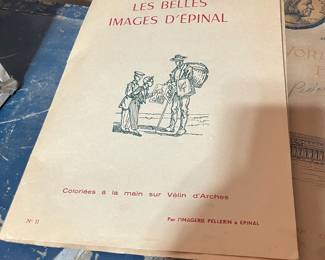 LES BELLES
IMAGES D'ÉPINAL
Coloriées à la main sur Vélin d'Arches
N° 11
Par l'IMAGERIE PELLERIN à EPINAL